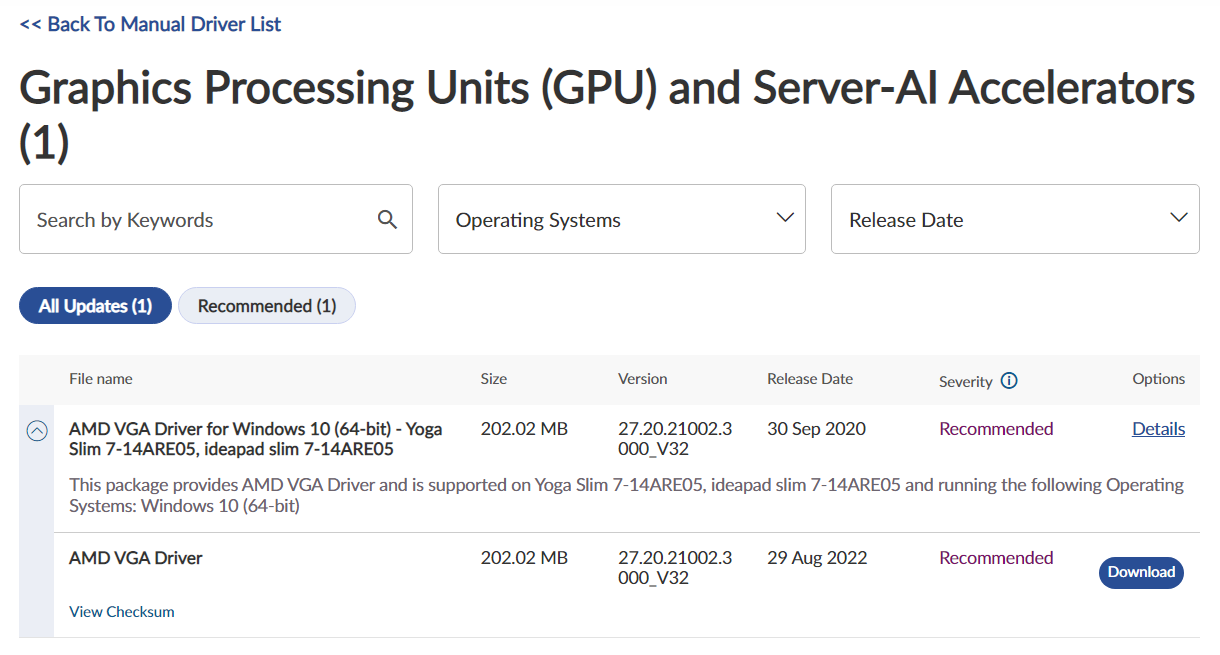 << Back To Manual Driver List
Graphics Processing Units (GPU) and Server-AI Accelerators
(1)
Search by Keywords
Operating Systems
Release Date
All Updates (1)
Recommended (1)
File name
Size
Version
Release Date
Severity
Options
AMD VGA Driver for Windows 10 (64-bit) - Yoga
Slim 7-14ARE05, ideapad slim 7-14ARE05
202.02 MB
27.20.21002.3
000_V32
30 Sep 2020
Recommended
Details
This package provides AMD VGA Driver and is supported on Yoga Slim 7-14ARE05, ideapad slim 7-14ARE05 and running the following Operating
Systems: Windows 10 (64-bit)
AMD VGA Driver
202.02 MB
27.20.21002.3
000_V32
29 Aug 2022
Recommended
Download
View Checksum